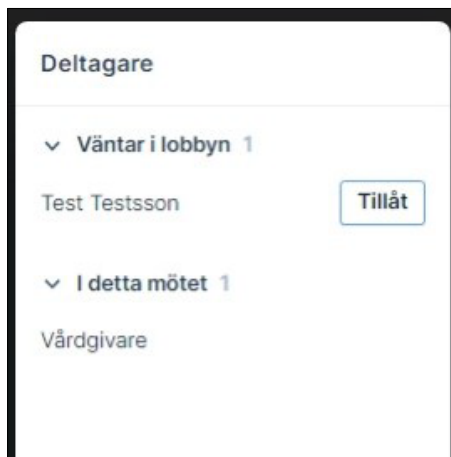 Deltagare
Väntar i lobbyn 1
Test Testsson Tillåt
I detta mötet 1
Vårdgivare